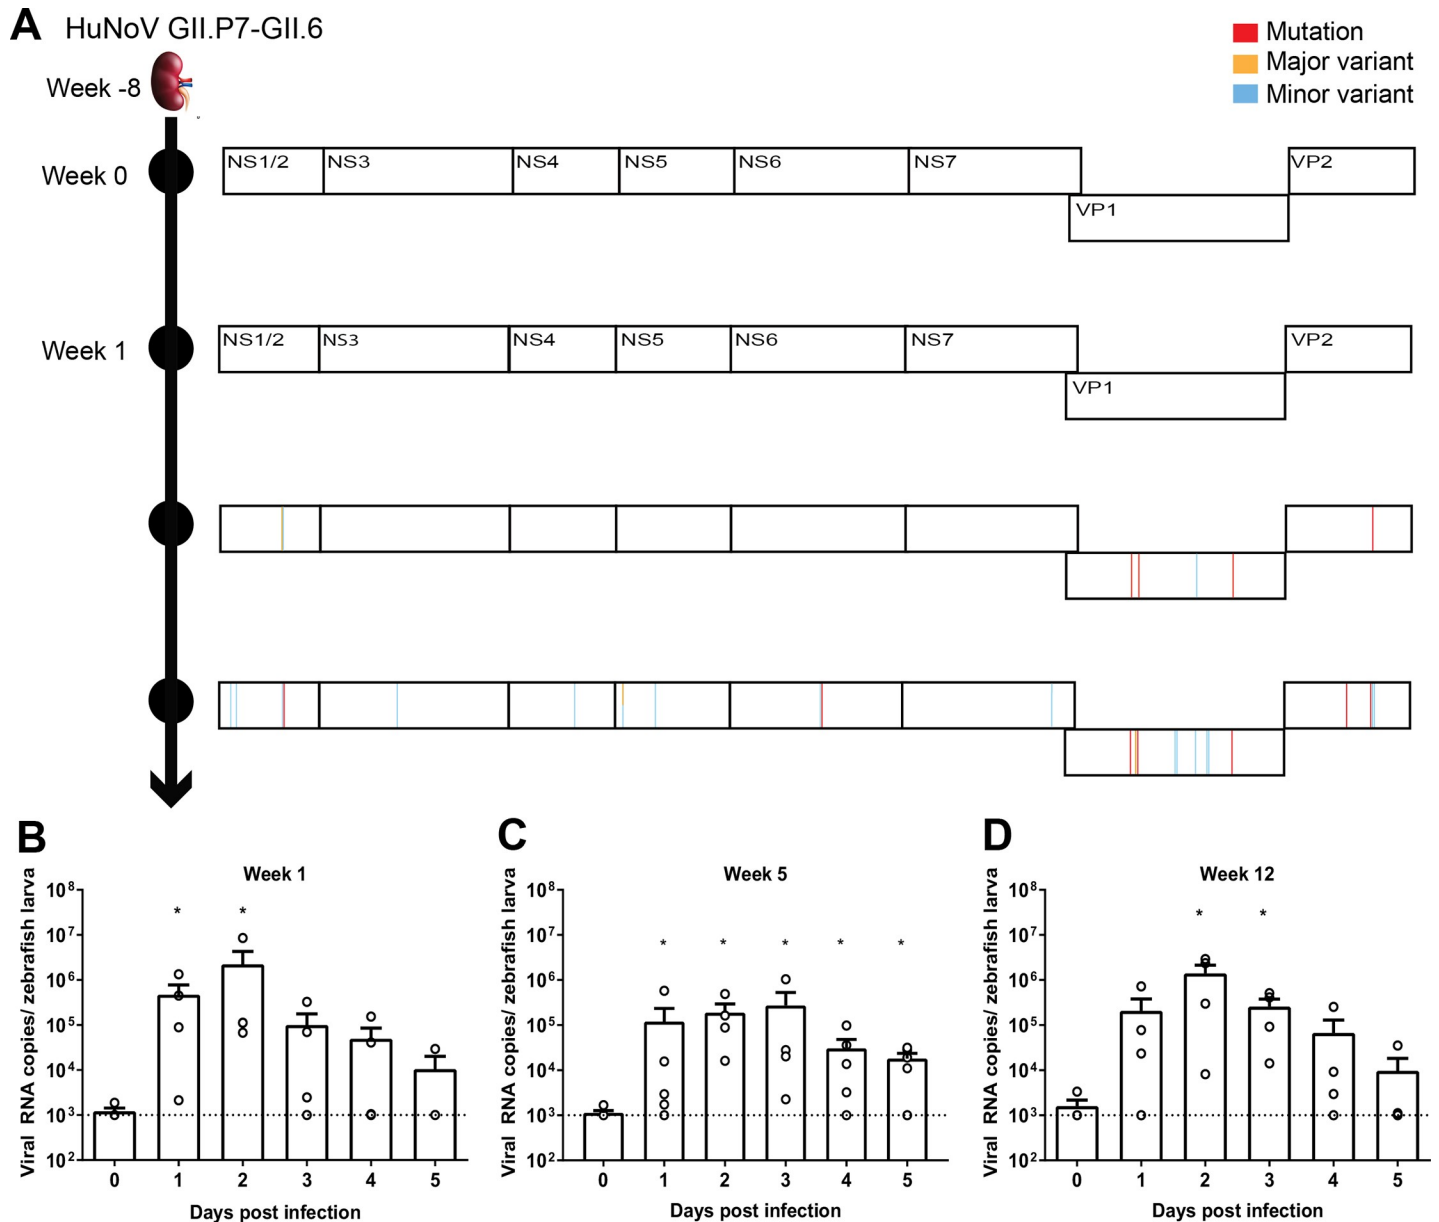 A HuNoV GII.P7-GII.6
Mutation
Major variant
Minor variant
Week -8
Week 0
NS1/2 NS3 NS4 NS5 NS6 NS7 VP2
VP1
Week 1
NS1/2 NS3 NS4 NS5 NS6 NS7 VP2
VP1
B
Week 1
Viral RNA copies/ zebrafish larva
10⁸
10⁷
10⁶
10⁵
10⁴
10³
10²
* *
0 1 2 3 4 5
Days post infection
C
Week 5
Viral RNA copies/ zebrafish larva
10⁸
10⁷
10⁶
10⁵
10⁴
10³
10²
* * * * *
0 1 2 3 4 5
Days post infection
D
Week 12
Viral RNA copies/ zebrafish larva
10⁸
10⁷
10⁶
10⁵
10⁴
10³
10²
* *
0 1 2 3 4 5
Days post infection